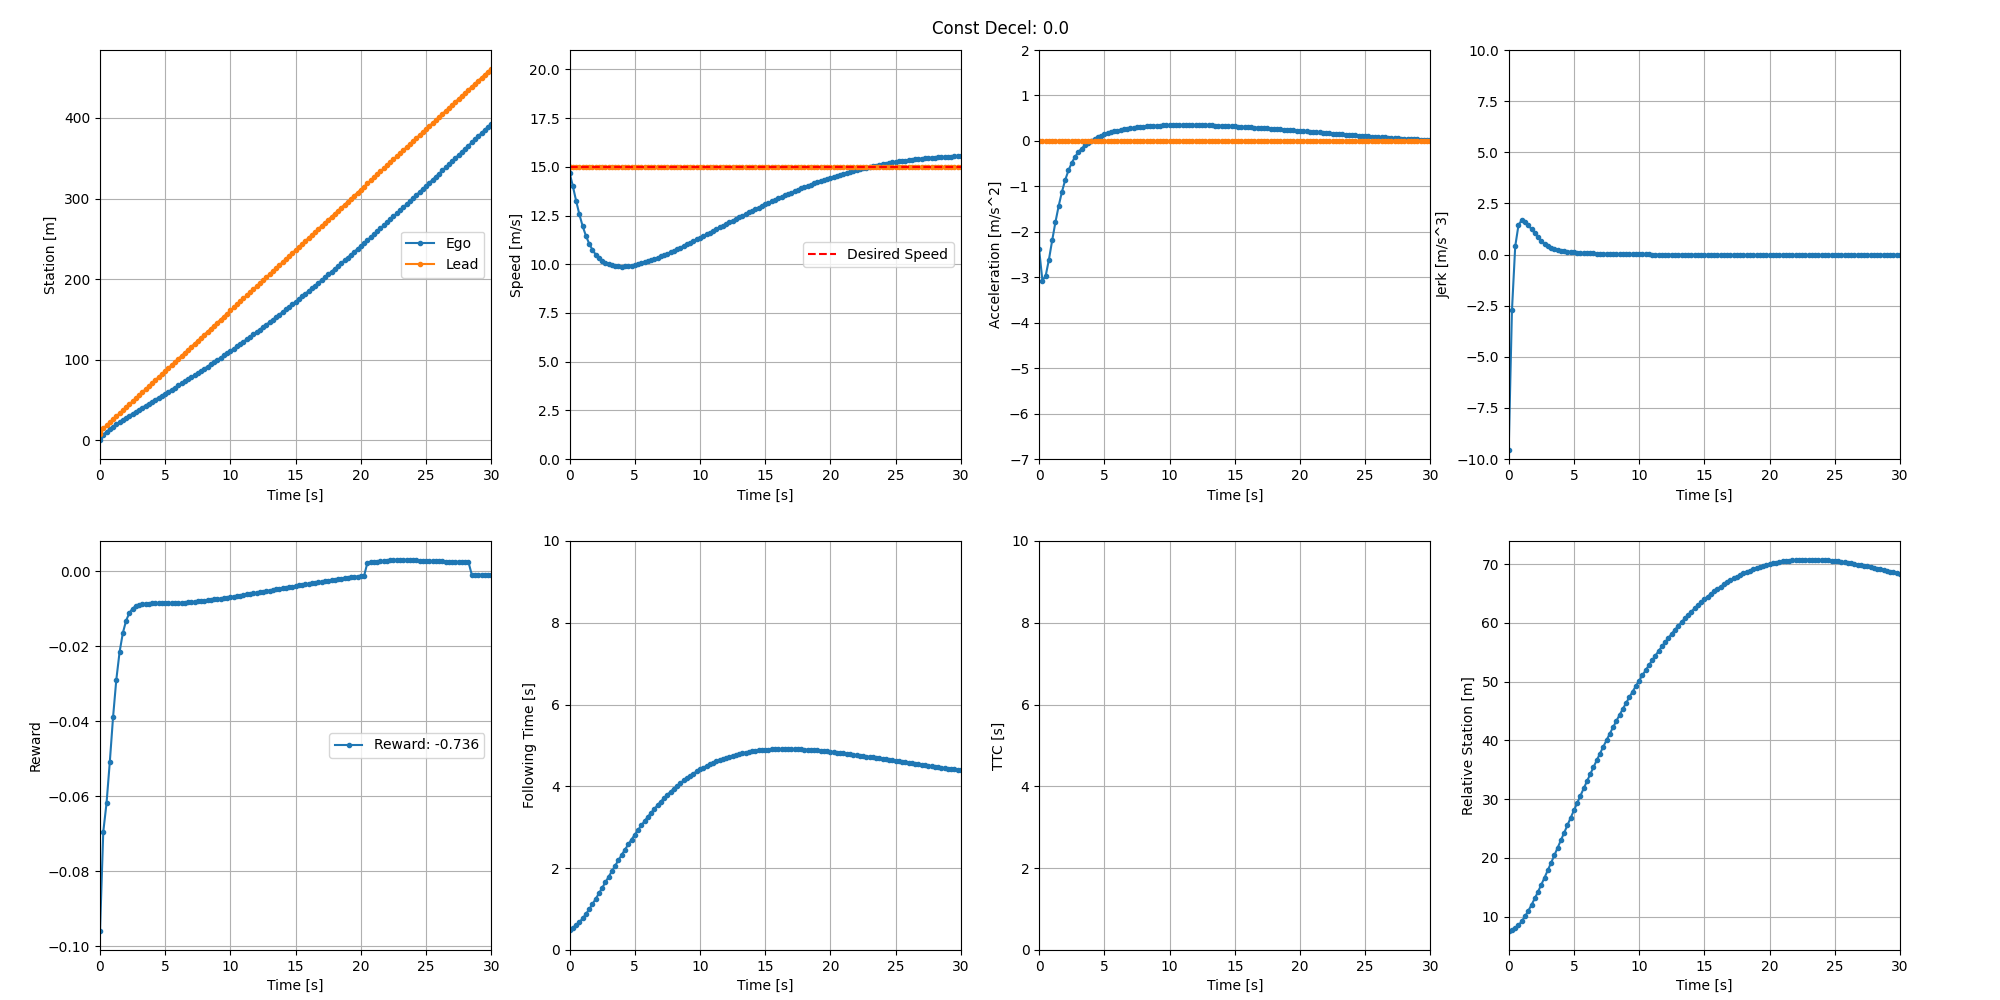 Const Decel: 0.0
Station [m]
400
300
200
100
0
Ego
Lead
0 5 10 15 20 25 30
Time [s]
Speed [m/s]
20.0
17.5
15.0
12.5
10.0
7.5
5.0
2.5
0.0
Desired Speed
0 5 10 15 20 25 30
Time [s]
Acceleration [m/s^2]
2
1
0
−1
−2
−3
−4
−5
−6
−7
0 5 10 15 20 25 30
Time [s]
Jerk [m/s^3]
10.0
7.5
5.0
2.5
0.0
−2.5
−5.0
−7.5
−10.0
0 5 10 15 20 25 30
Time [s]
Reward
0.00
−0.02
−0.04
−0.06
−0.08
−0.10
Reward: -0.736
0 5 10 15 20 25 30
Time [s]
Following Time [s]
10
8
6
4
2
0
0 5 10 15 20 25 30
Time [s]
TTC [s]
10
8
6
4
2
0
0 5 10 15 20 25 30
Time [s]
Relative Station [m]
70
60
50
40
30
20
10
0 5 10 15 20 25 30
Time [s]